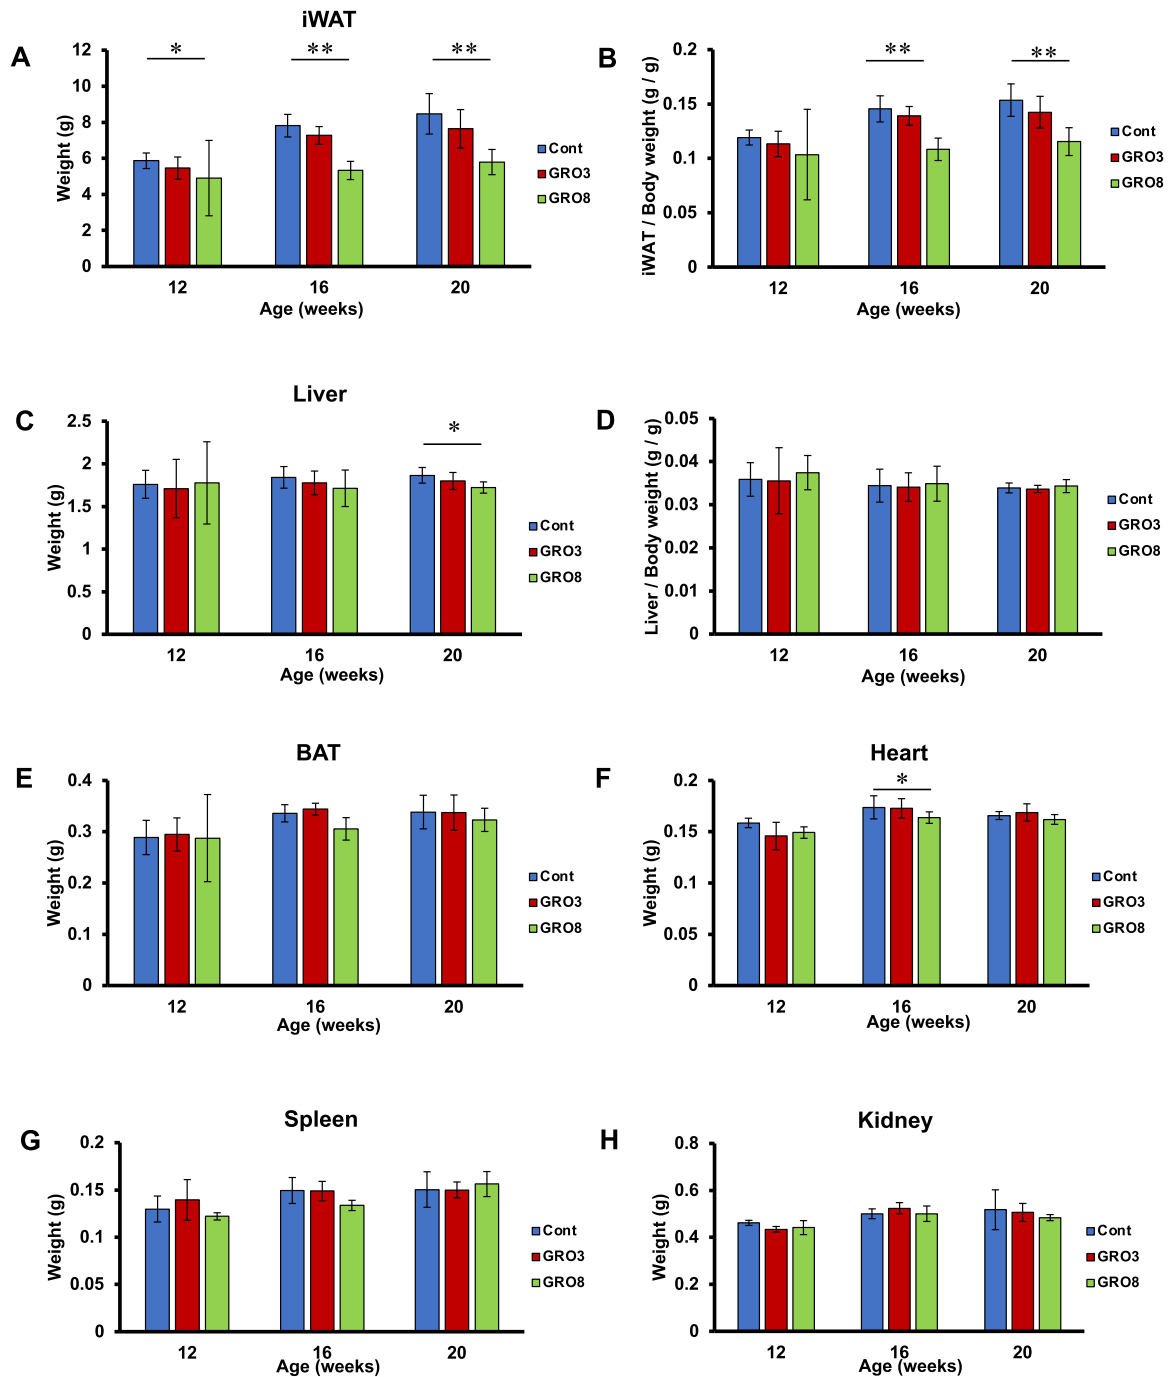 iWAT
A
12
10
8
6
4
2
0
Weight (g)
*
**
**
12
16
20
Age (weeks)
Cont
GRO3
GRO8
B
0.2
0.15
0.1
0.05
0
iWAT / Body weight (g / g)
**
**
12
16
20
Age (weeks)
Cont
GRO3
GRO8
Liver
C
2.5
2
1.5
1
0.5
0
Weight (g)
*
12
16
20
Age (weeks)
Cont
GRO3
GRO8
D
0.05
0.04
0.03
0.02
0.01
0
Liver / Body weight (g / g)
12
16
20
Age (weeks)
Cont
GRO3
GRO8
BAT
E
0.4
0.3
0.2
0.1
0
Weight (g)
12
16
20
Age (weeks)
Cont
GRO3
GRO8
Heart
F
0.2
0.15
0.1
0.05
0
Weight (g)
*
12
16
20
Age (weeks)
Cont
GRO3
GRO8
Spleen
G
0.2
0.15
0.1
0.05
0
Weight (g)
12
16
20
Age (weeks)
Cont
GRO3
GRO8
Kidney
H
0.8
0.6
0.4
0.2
0
Weight (g)
12
16
20
Age (weeks)
Cont
GRO3
GRO8